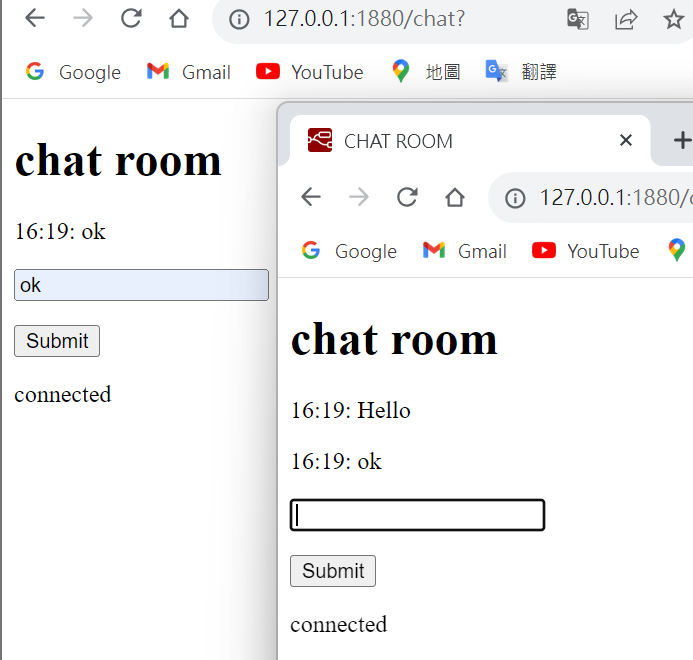 127.0.0.1:1880/chat?
Google Gmail YouTube 地圖 翻譯
chat room
16:19: ok
ok
Submit
connected
CHAT ROOM
127.0.0.1:1880/
Google Gmail YouTube
chat room
16:19: Hello
16:19: ok
Submit
connected